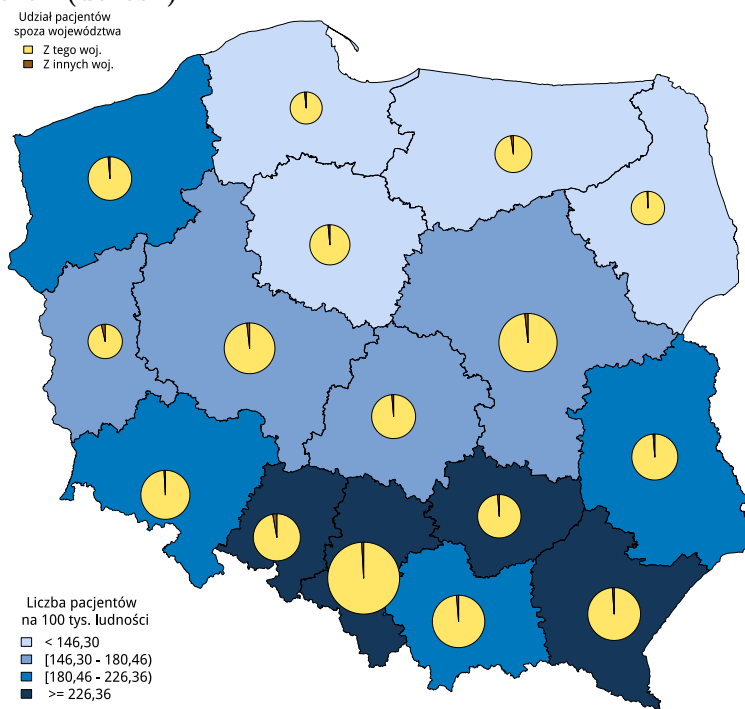 Udział pacjentów
spoza województwa
Z tego woj.
Z innych woj.
Liczba pacjentów
na 100 tys. ludności
< 146,30
[146,30 - 180,46)
[180,46 - 226,36)
>= 226,36